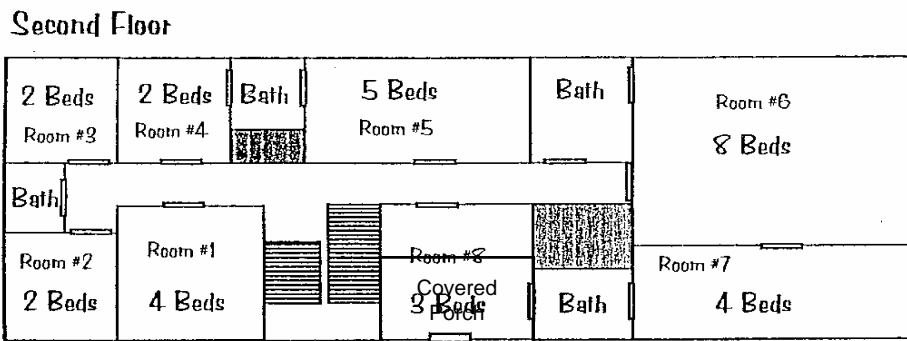 Second Floor
2 Beds
Room #3
2 Beds
Room #4
Bath
5 Beds
Room #5
Bath
Room #6
8 Beds
Bath
Room #2
2 Beds
Room #1
4 Beds
Room #8
3 Beds
Covered
Porch
Bath
Room #7
4 Beds